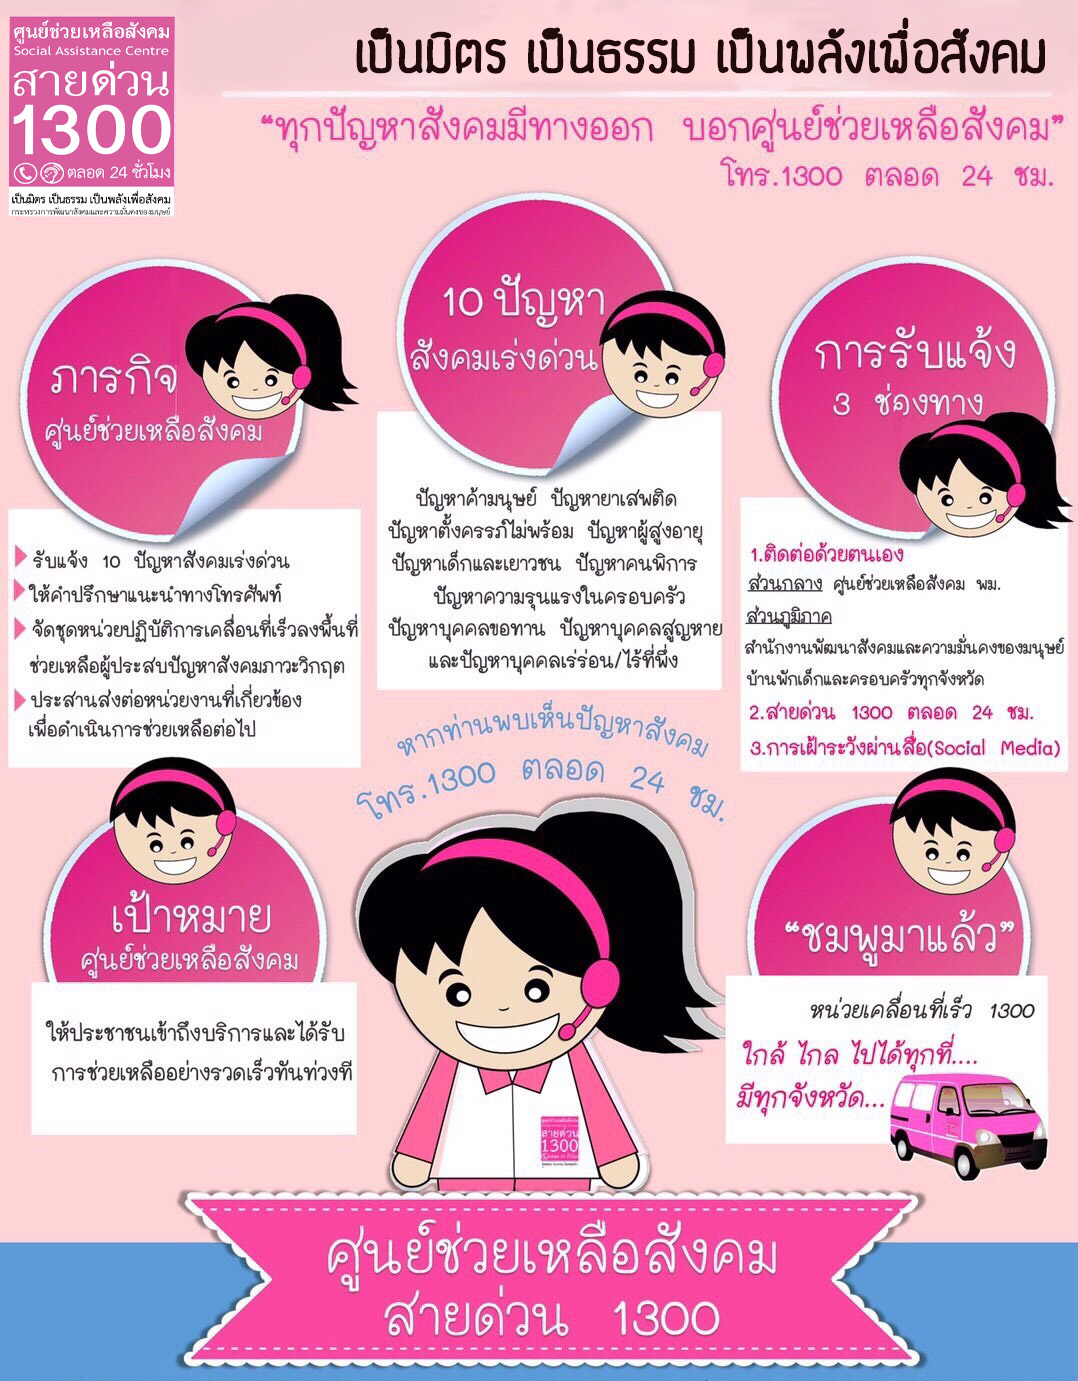 ศูนย์ช่วยเหลือสังคม
Social Assistance Centre
สายด่วน
1300
ตลอด 24 ชั่วโมง
เป็นมิตร เป็นธรรม เป็นพลังเพื่อสังคม
กระทรวงการพัฒนาสังคมและความมั่นคงของมนุษย์
เป็นมิตร เป็นธรรม เป็นพลังเพื่อสังคม
“ทุกปัญหาสังคมมีทางออก บอกศูนย์ช่วยเหลือสังคม”
โทร.1300 ตลอด 24 ชม.
ภารกิจ
ศูนย์ช่วยเหลือสังคม
รับแจ้ง 10 ปัญหาสังคมเร่งด่วน
ให้คำปรึกษาแนะนำทางโทรศัพท์
จัดชุดหน่วยปฏิบัติการเคลื่อนที่เร็วลงพื้นที่
ช่วยเหลือผู้ประสบปัญหาสังคมภาวะวิกฤต
ประสานส่งต่อหน่วยงานที่เกี่ยวข้อง
เพื่อดำเนินการช่วยเหลือต่อไป
10 ปัญหา
สังคมเร่งด่วน
ปัญหาค้ามนุษย์ ปัญหายาเสพติด
ปัญหาตั้งครรภ์ไม่พร้อม ปัญหาผู้สูงอายุ
ปัญหาเด็กและเยาวชน ปัญหาคนพิการ
ปัญหาความรุนแรงในครอบครัว
ปัญหาบุคคลขอทาน ปัญหาบุคคลสูญหาย
และปัญหาบุคคลเร่ร่อน/ไร้ที่พึ่ง
การรับแจ้ง
3 ช่องทาง
1.ติดต่อด้วยตนเอง
ส่วนกลาง ศูนย์ช่วยเหลือสังคม พม.
ส่วนภูมิภาค
สำนักงานพัฒนาสังคมและความมั่นคงของมนุษย์
บ้านพักเด็กและครอบครัวทุกจังหวัด
2.สายด่วน 1300 ตลอด 24 ชม.
3.การเฝ้าระวังผ่านสื่อ(Social Media)
หากท่านพบเห็นปัญหาสังคม
โทร.1300 ตลอด 24 ชม.
เป้าหมาย
ศูนย์ช่วยเหลือสังคม
ให้ประชาชนเข้าถึงบริการและได้รับ
การช่วยเหลืออย่างรวดเร็วทันท่วงที
“ชมพูมาแล้ว”
หน่วยเคลื่อนที่เร็ว 1300
ใกล้ ไกล ไปได้ทุกที่....
มีทุกจังหวัด...
สายด่วน
1300
ศูนย์ช่วยเหลือสังคม
สายด่วน 1300